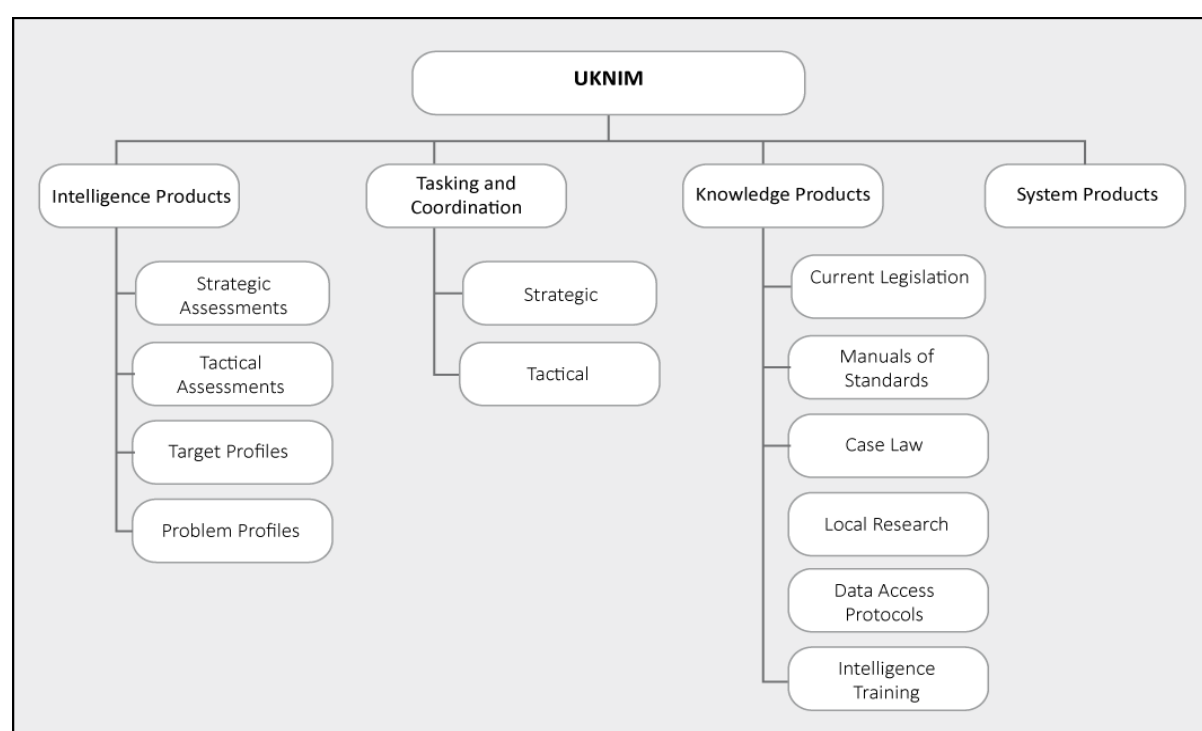 UKNIM
Intelligence Products
Tasking and
Coordination
Knowledge Products
System Products
Strategic
Assessments
Tactical
Assessments
Target Profiles
Problem Profiles
Strategic
Tactical
Current Legislation
Manuals of
Standards
Case Law
Local Research
Data Access
Protocols
Intelligence
Training